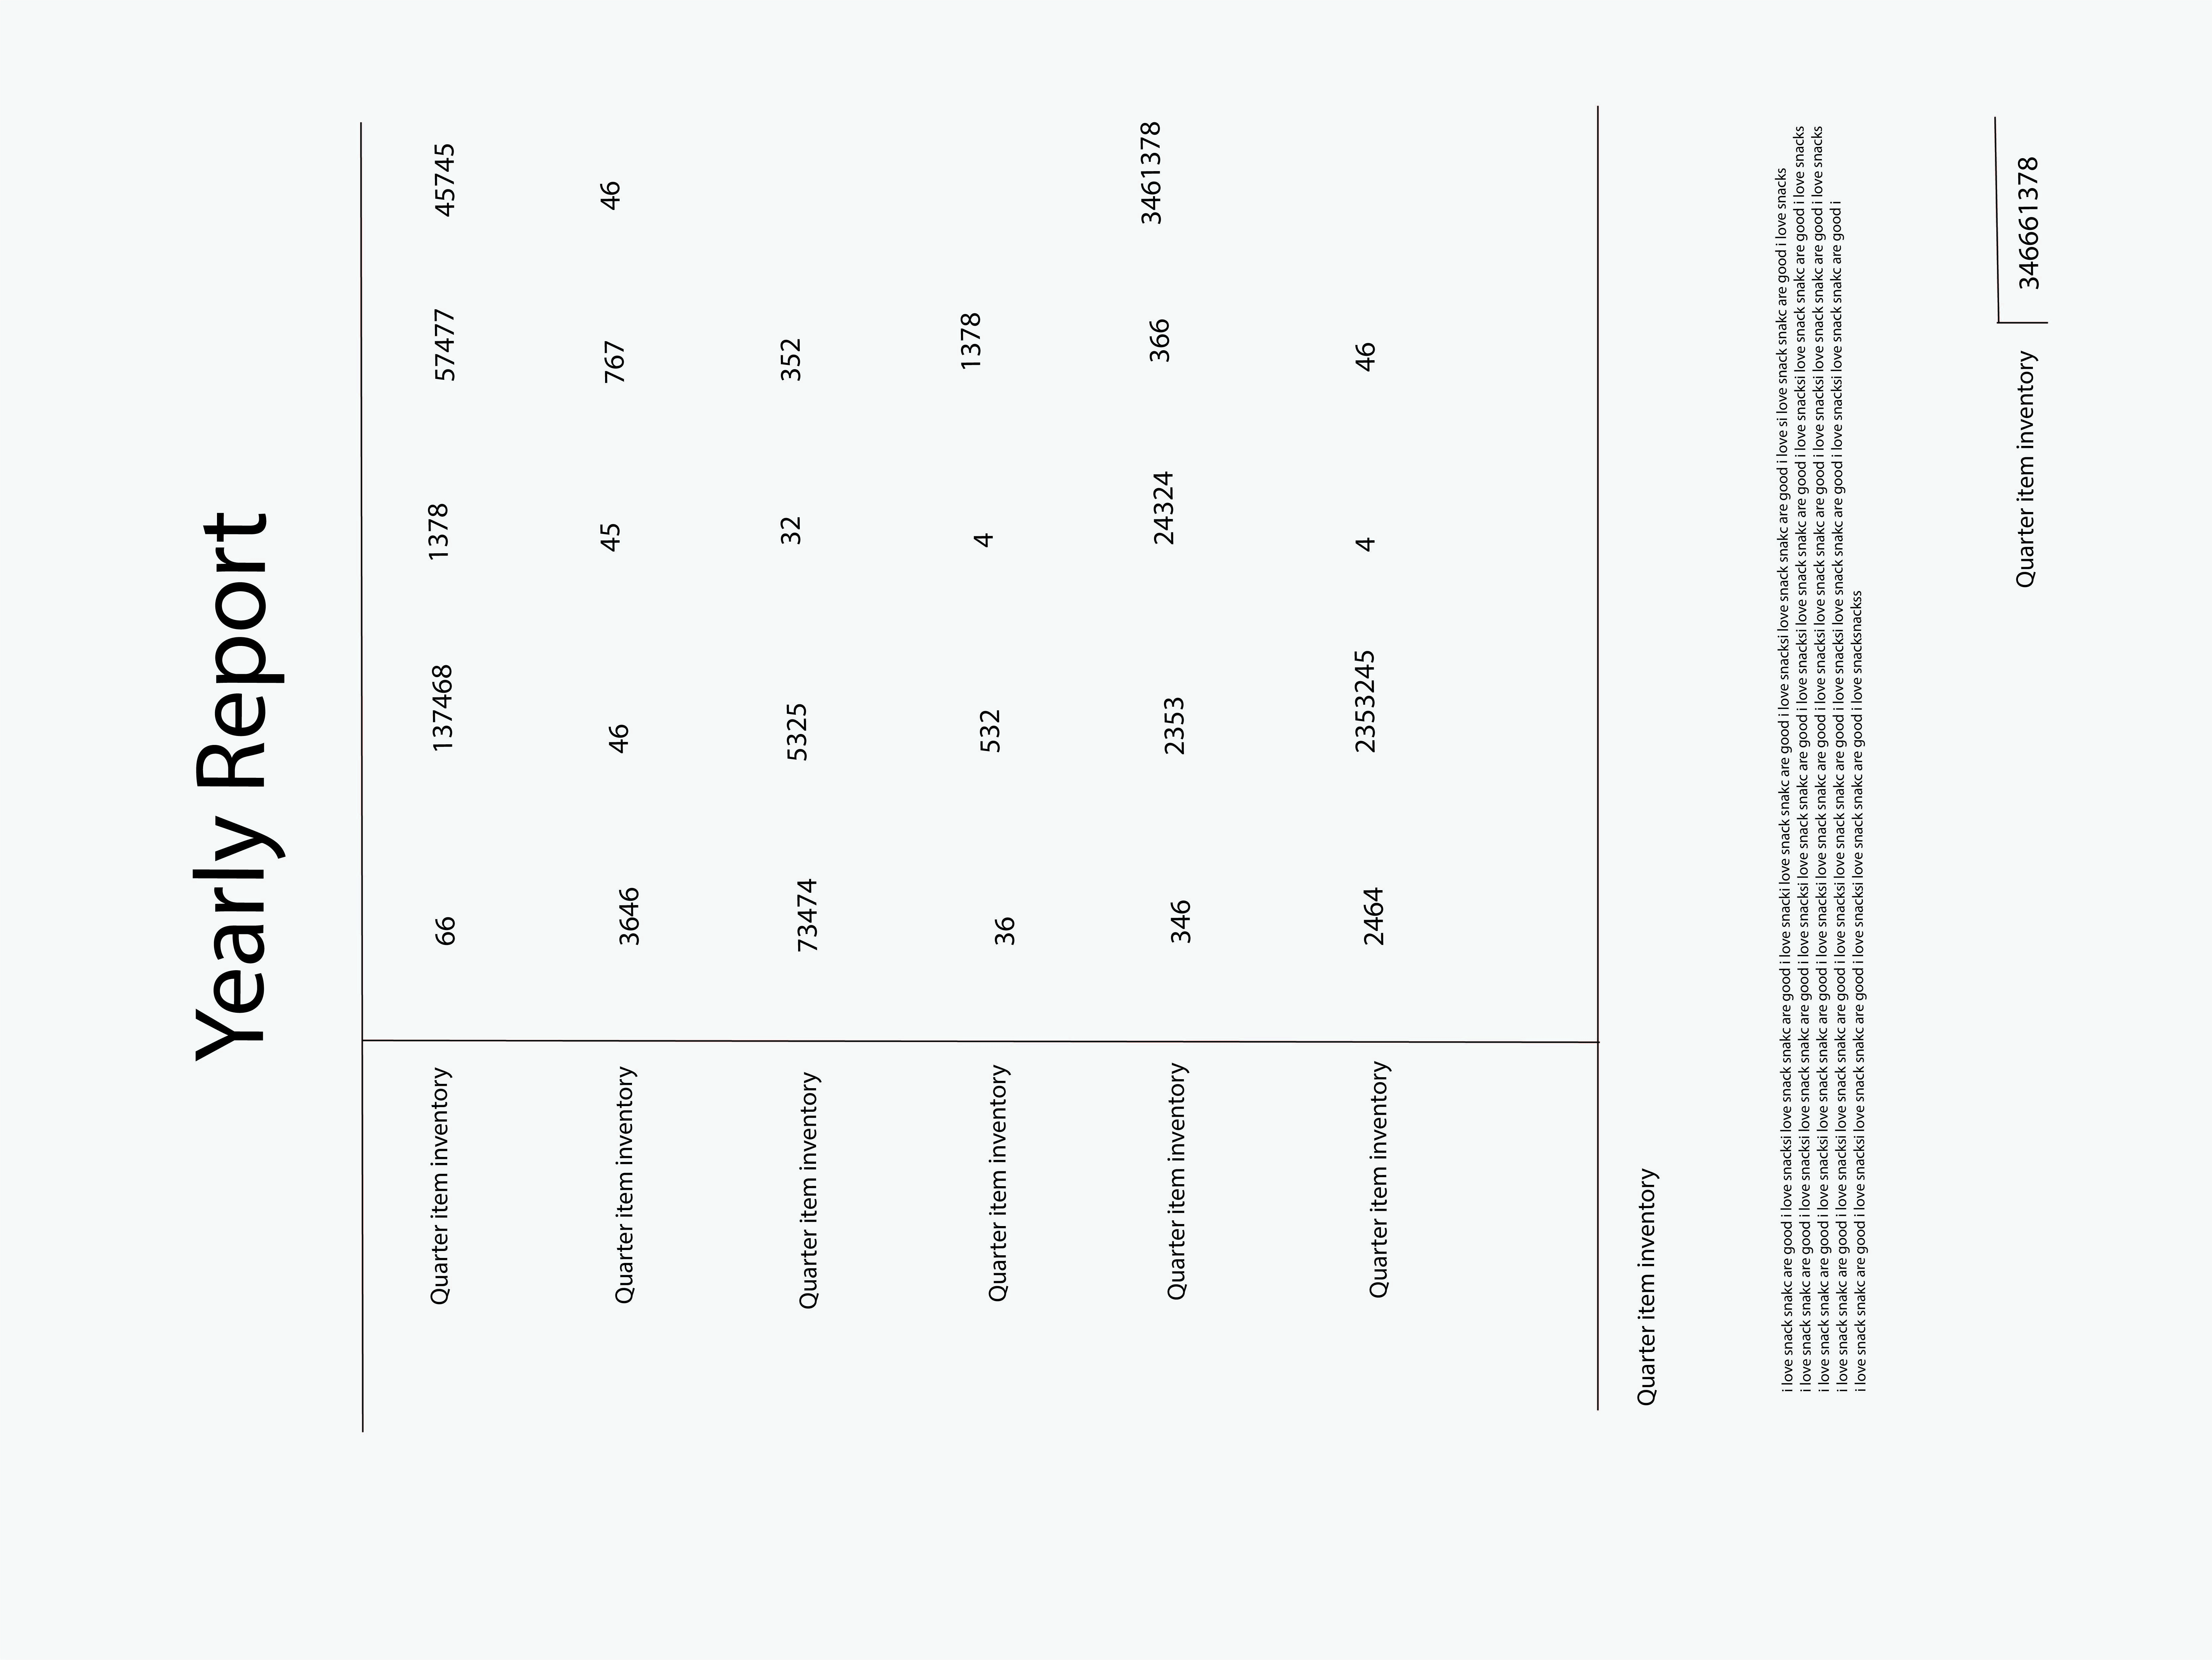 Yearly Report
Quarter item inventory 66 137468 1378 57477 45745
Quarter item inventory 3646 46 45 767 46
Quarter item inventory 73474 5325 32 352
Quarter item inventory 36 532 4 1378
Quarter item inventory 346 2353 24324 366 3461378
Quarter item inventory 2464 2353245 4 46
Quarter item inventory
i love snack snakc are good i love snacksi love snack snakc are good i love snacki love snack snakc are good i love snacksi love snack snakc are good i love si love snack snakc are good i love snacks
i love snack snakc are good i love snacksi love snack snakc are good i love snacksi love snack snakc are good i love snacksi love snack snakc are good i love snacksi love snack snakc are good i love snacks
i love snack snakc are good i love snacksi love snack snakc are good i love snacksi love snack snakc are good i love snacksi love snack snakc are good i love snacksi love snack snakc are good i love snacks
i love snack snakc are good i love snacksi love snack snakc are good i love snacksi love snack snakc are good i love snacksi love snack snakc are good i love snacksi love snack snakc are good i
i love snack snakc are good i love snacksi love snack snakc are good i love snacksi love snack snakc are good i love snacksnackss
Quarter item inventory 346661378